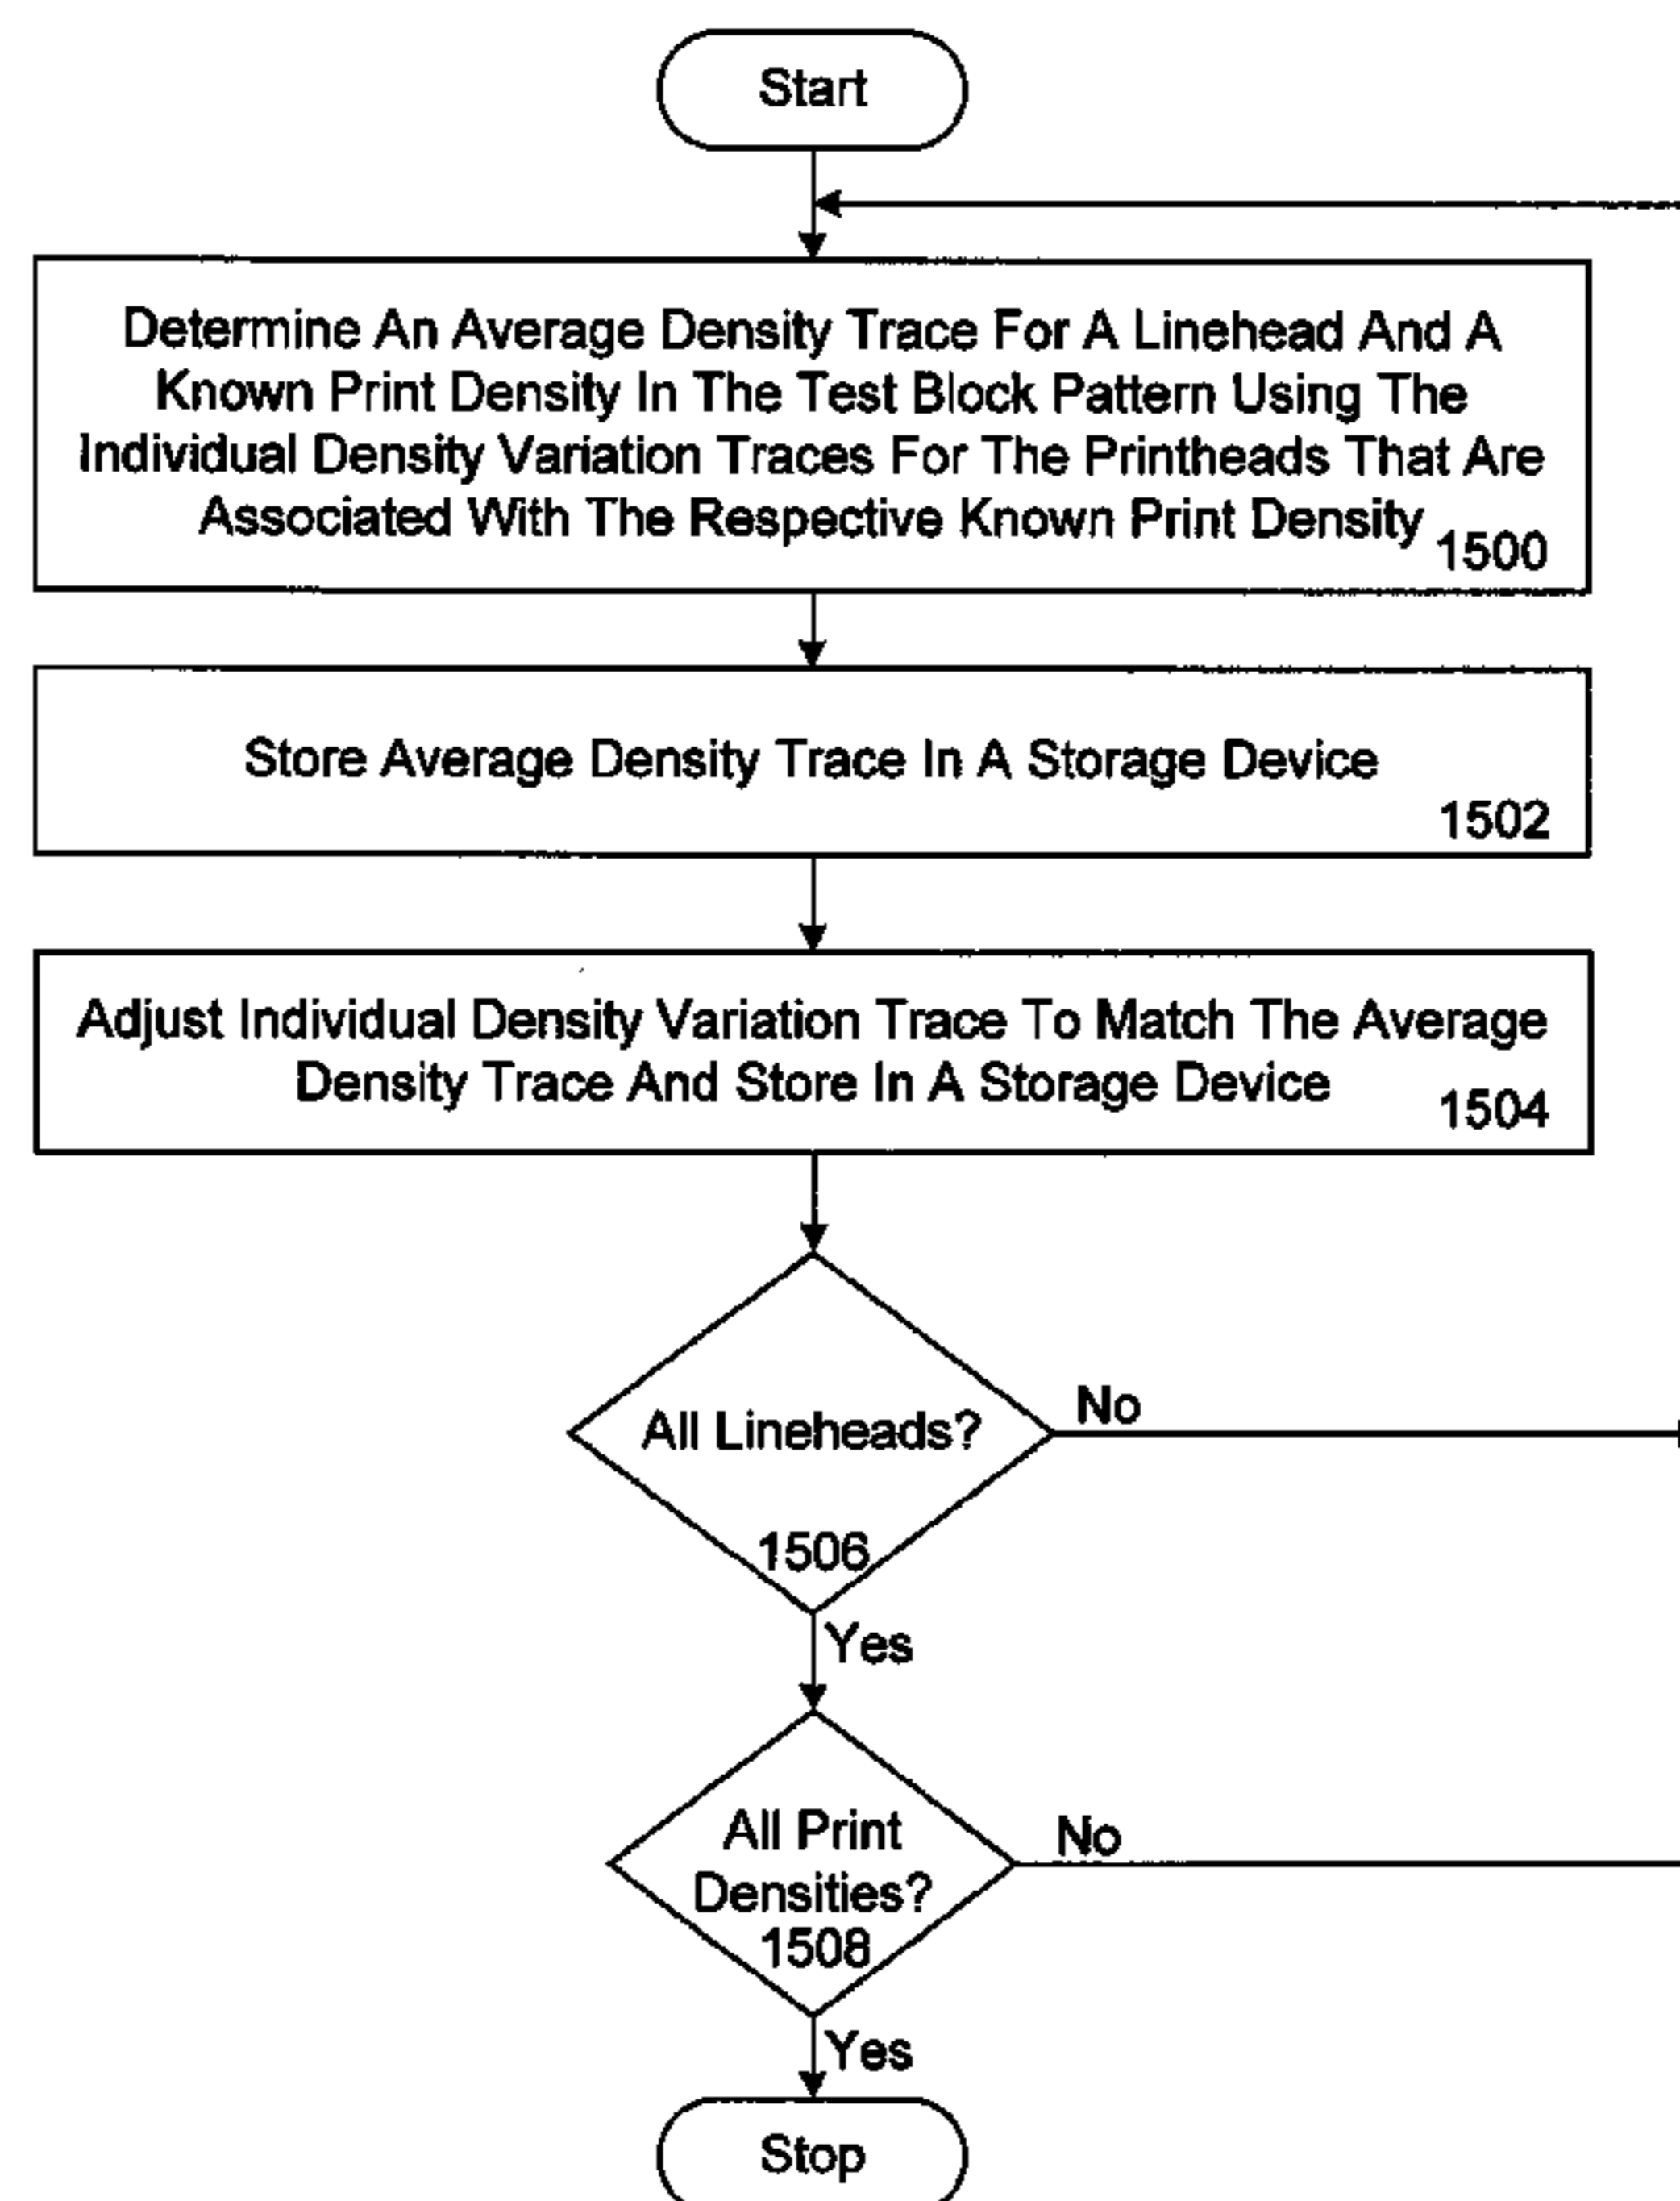 Start
Determine An Average Density Trace For A Linehead And A
Known Print Density In The Test Block Pattern Using The
Individual Density Variation Traces For The Printheads That Are
Associated With The Respective Known Print Density
1500
Store Average Density Trace In A Storage Device
1502
Adjust Individual Density Variation Trace To Match The Average
Density Trace And Store In A Storage Device
1504
All Lineheads?
No
1506
Yes
All Print
No
Densities?
1508
Yes
Stop